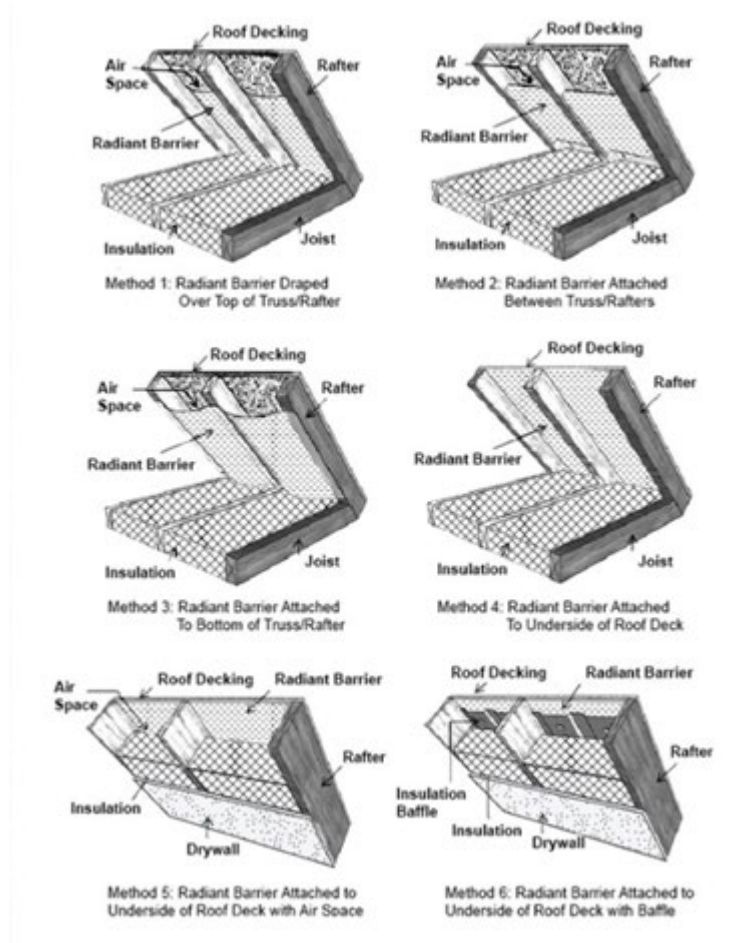 Roof Decking
Air
Space
Rafter
Radiant Barrier
Insulation
Joist
Method 1: Radiant Barrier Draped
Over Top of Truss/Rafter
Roof Decking
Air
Space
Rafter
Radiant Barrier
Insulation
Joist
Method 2: Radiant Barrier Attached
Between Truss/Rafters
Roof Decking
Air
Space
Rafter
Radiant Barrier
Insulation
Joist
Method 3: Radiant Barrier Attached
To Bottom of Truss/Rafter
Roof Decking
Rafter
Radiant Barrier
Insulation
Joist
Method 4: Radiant Barrier Attached
To Underside of Roof Deck
Air
Space
Roof Decking
Radiant Barrier
Rafter
Insulation
Drywall
Method 5: Radiant Barrier Attached to
Underside of Roof Deck with Air Space
Roof Decking
Radiant Barrier
Rafter
Insulation
Baffle
Insulation
Drywall
Method 6: Radiant Barrier Attached to
Underside of Roof Deck with Baffle